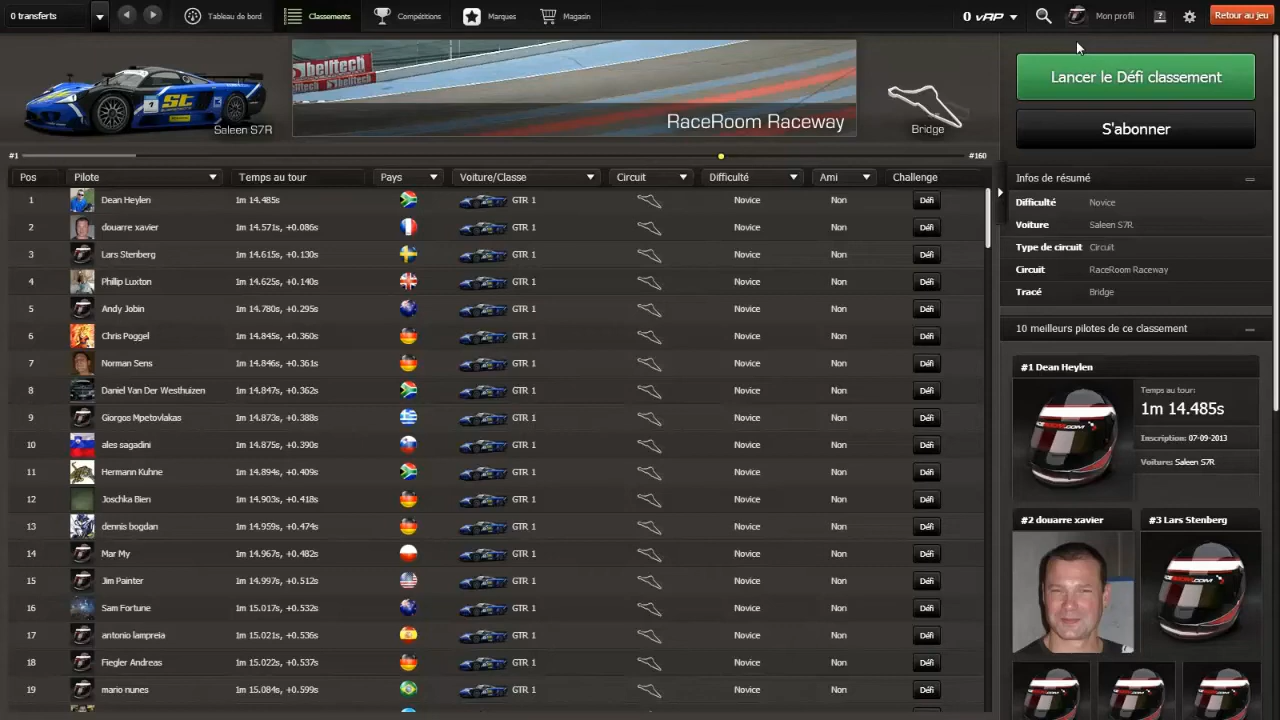 0 transferts
Tableau de bord
Classements
Compétitions
Marques
Magasin
0 vRP
Mon profil
Retour au jeu
Saleen S7R
belltech
RaceRoom Raceway
Bridge
Lancer le Défi classement
S'abonner
#1
#160
Pos Pilote Temps au tour Pays Voiture/Classe Circuit Difficulté Ami Challenge
1 Dean Heylen 1m 14.485s GTR 1 Novice Non Défi
2 douarre xavier 1m 14.571s, +0.086s GTR 1 Novice Non Défi
3 Lars Stenberg 1m 14.615s, +0.130s GTR 1 Novice Non Défi
4 Phillip Luxton 1m 14.625s, +0.140s GTR 1 Novice Non Défi
5 Andy Jobin 1m 14.780s, +0.295s GTR 1 Novice Non Défi
6 Chris Poggel 1m 14.845s, +0.360s GTR 1 Novice Non Défi
7 Norman Sens 1m 14.846s, +0.361s GTR 1 Novice Non Défi
8 Daniel Van Der Westhuizen 1m 14.847s, +0.362s GTR 1 Novice Non Défi
9 Giorgos Mpetovlakas 1m 14.873s, +0.388s GTR 1 Novice Non Défi
10 ales sagadini 1m 14.875s, +0.390s GTR 1 Novice Non Défi
11 Hermann Kuhne 1m 14.894s, +0.409s GTR 1 Novice Non Défi
12 Joschka Bien 1m 14.903s, +0.418s GTR 1 Novice Non Défi
13 dennis bogdan 1m 14.959s, +0.474s GTR 1 Novice Non Défi
14 Mar My 1m 14.967s, +0.482s GTR 1 Novice Non Défi
15 Jim Painter 1m 14.997s, +0.512s GTR 1 Novice Non Défi
16 Sam Fortune 1m 15.017s, +0.532s GTR 1 Novice Non Défi
17 antonio lampreia 1m 15.021s, +0.536s GTR 1 Novice Non Défi
18 Fiegler Andreas 1m 15.022s, +0.537s GTR 1 Novice Non Défi
19 mario nunes 1m 15.084s, +0.599s GTR 1 Novice Non Défi
Infos de résumé
Difficulté Novice
Voiture Saleen S7R
Type de circuit Circuit
Circuit RaceRoom Raceway
Tracé Bridge
10 meilleurs pilotes de ce classement
#1 Dean Heylen
Temps au tour:
1m 14.485s
Inscription: 07-09-2013
Voiture: Saleen S7R
#2 douarre xavier
#3 Lars Stenberg